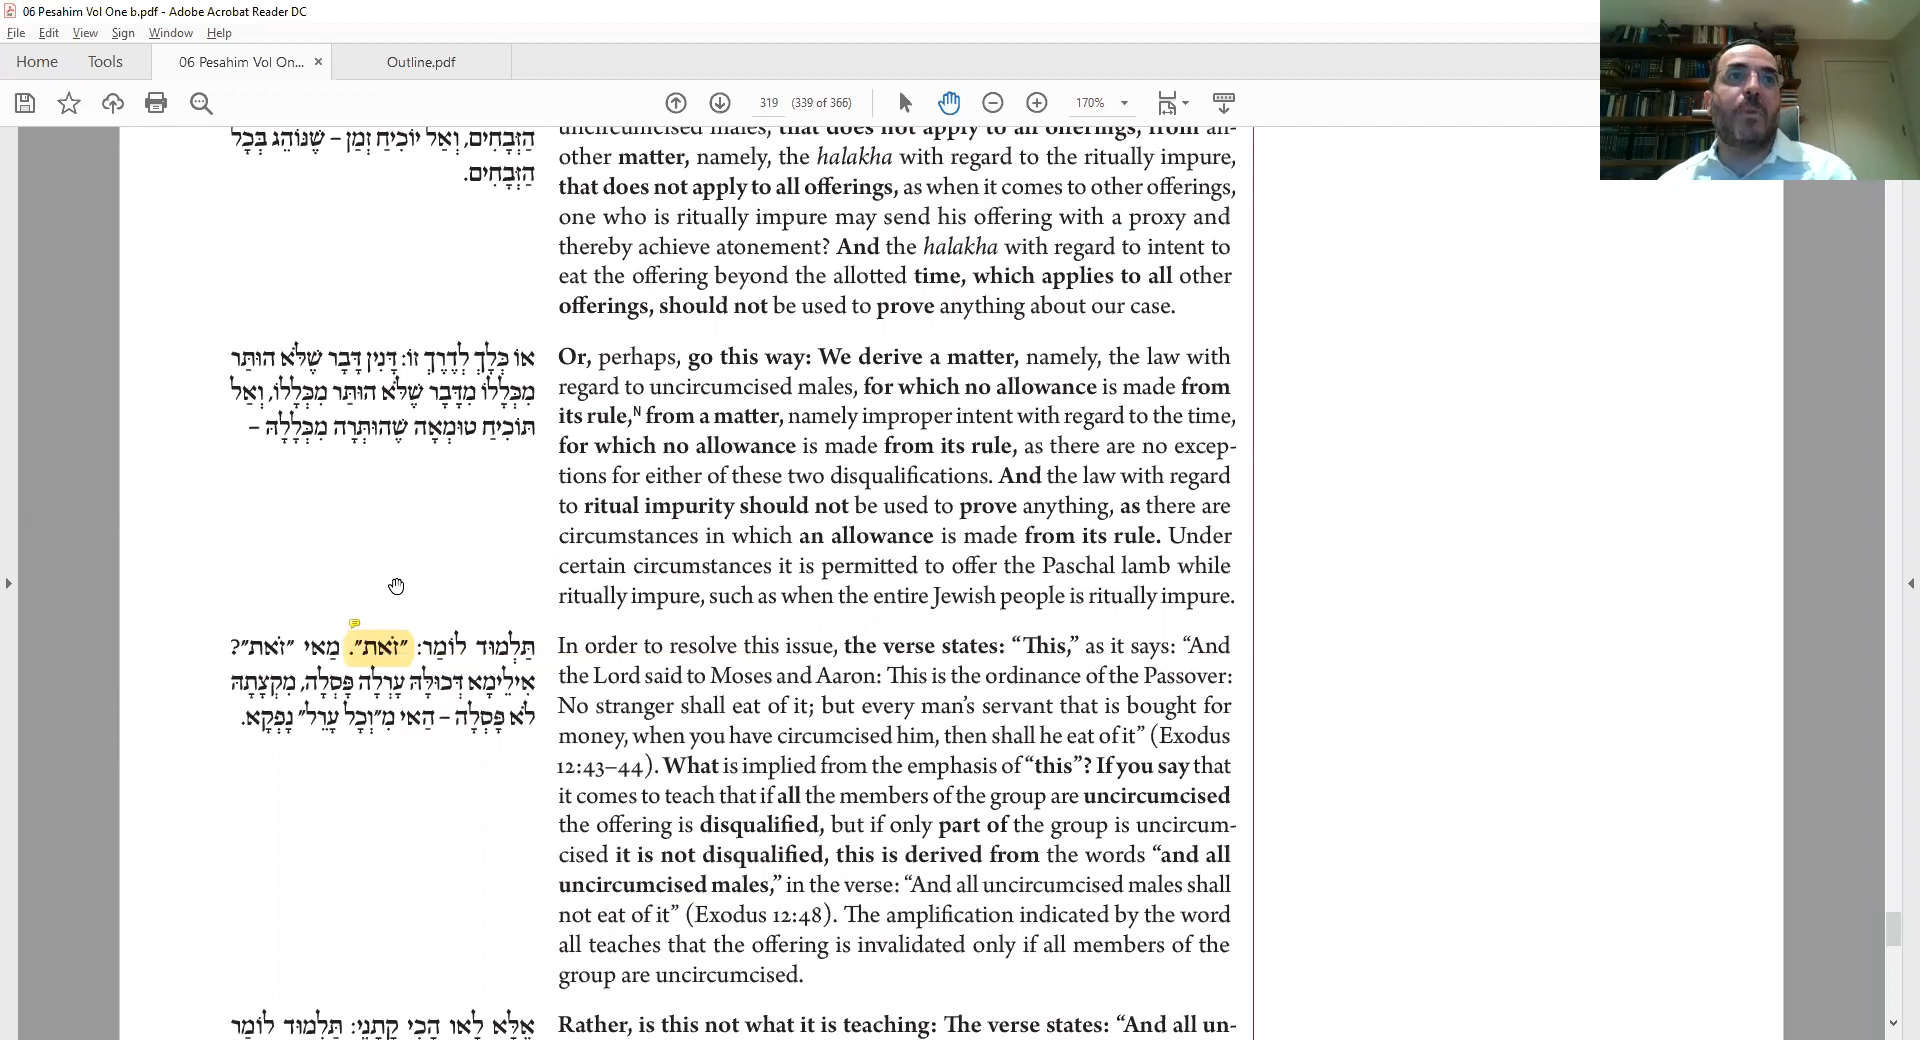 06 Pesahim Vol One b.pdf - Adobe Acrobat Reader DC
File Edit View Sign Window Help
Home Tools 06 Pesahim Vol On... × Outline.pdf
319 (339 of 366) 170%
הַזְּבָחִים, וְאַל יוֹכִיחַ זְמַן – שֶׁנּוֹהֵג בְּכָל
הַזְּבָחִים.
uncircumcised males, that does not apply to all offerings, from an-
other matter, namely, the halakha with regard to the ritually impure,
that does not apply to all offerings, as when it comes to other offerings,
one who is ritually impure may send his offering with a proxy and
thereby achieve atonement? And the halakha with regard to intent to
eat the offering beyond the allotted time, which applies to all other
offerings, should not be used to prove anything about our case.
אוֹ כְּלָךְ לְדֶרֶךְ זוֹ: דָּנִין דָּבָר שֶׁלֹּא הוּתַּר
מִכְּלָלוֹ מִדָּבָר שֶׁלֹּא הוּתַּר מִכְּלָלוֹ, וְאַל
תּוֹכִיחַ טוּמְאָה שֶׁהוּתְּרָה מִכְּלָלָהּ –
Or, perhaps, go this way: We derive a matter, namely, the law with
regard to uncircumcised males, for which no allowance is made from
its rule,N from a matter, namely improper intent with regard to the time,
for which no allowance is made from its rule, as there are no excep-
tions for either of these two disqualifications. And the law with regard
to ritual impurity should not be used to prove anything, as there are
circumstances in which an allowance is made from its rule. Under
certain circumstances it is permitted to offer the Paschal lamb while
ritually impure, such as when the entire Jewish people is ritually impure.
תַּלְמוּד לוֹמַר: ״זֹאת״. מַאי ״זֹאת״?
אִילֵּימָא דְּכוּלָּהּ עָרְלָה פָּסְלָה, מִקְצָתָהּ
לֹא פָּסְלָה – הַאי מִ״וְּכָל עָרֵל״ נָפְקָא.
In order to resolve this issue, the verse states: “This,” as it says: “And
the Lord said to Moses and Aaron: This is the ordinance of the Passover:
No stranger shall eat of it; but every man’s servant that is bought for
money, when you have circumcised him, then shall he eat of it” (Exodus
12:43–44). What is implied from the emphasis of “this”? If you say that
it comes to teach that if all the members of the group are uncircumcised
the offering is disqualified, but if only part of the group is uncircum-
cised it is not disqualified, this is derived from the words “and all
uncircumcised males,” in the verse: “And all uncircumcised males shall
not eat of it” (Exodus 12:48). The amplification indicated by the word
all teaches that the offering is invalidated only if all members of the
group are uncircumcised.
אֶלָּא לָאו הָכִי קָתָנֵי: תַּלְמוּד לוֹמַר
Rather, is this not what it is teaching: The verse states: “And all un-